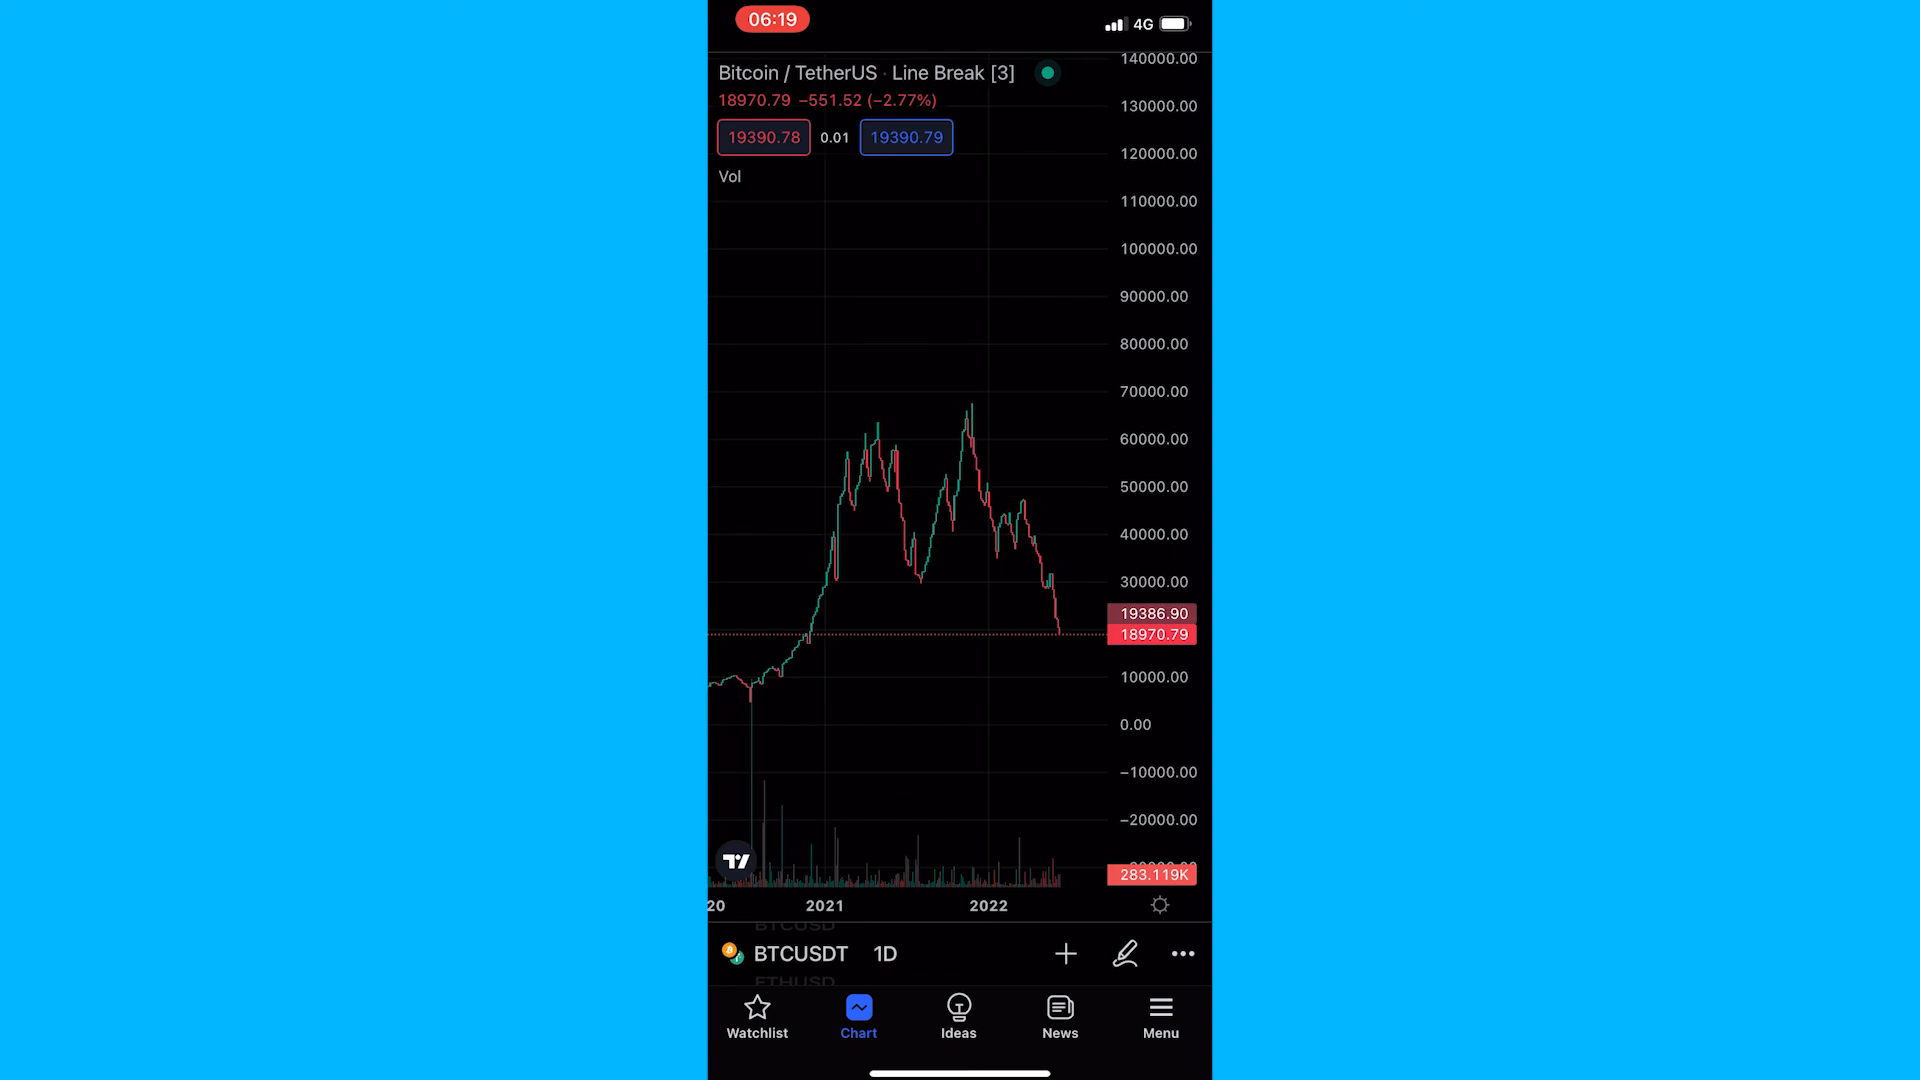 06:19
4G
Bitcoin / TetherUS · Line Break [3]
18970.79 −551.52 (−2.77%)
19390.78 0.01 19390.79
Vol
140000.00
130000.00
120000.00
110000.00
100000.00
90000.00
80000.00
70000.00
60000.00
50000.00
40000.00
30000.00
19386.90
18970.79
10000.00
0.00
−10000.00
−20000.00
283.119K
20 2021 2022
BTCUSD
BTCUSDT 1D
ETHUSD
Watchlist Chart Ideas News Menu